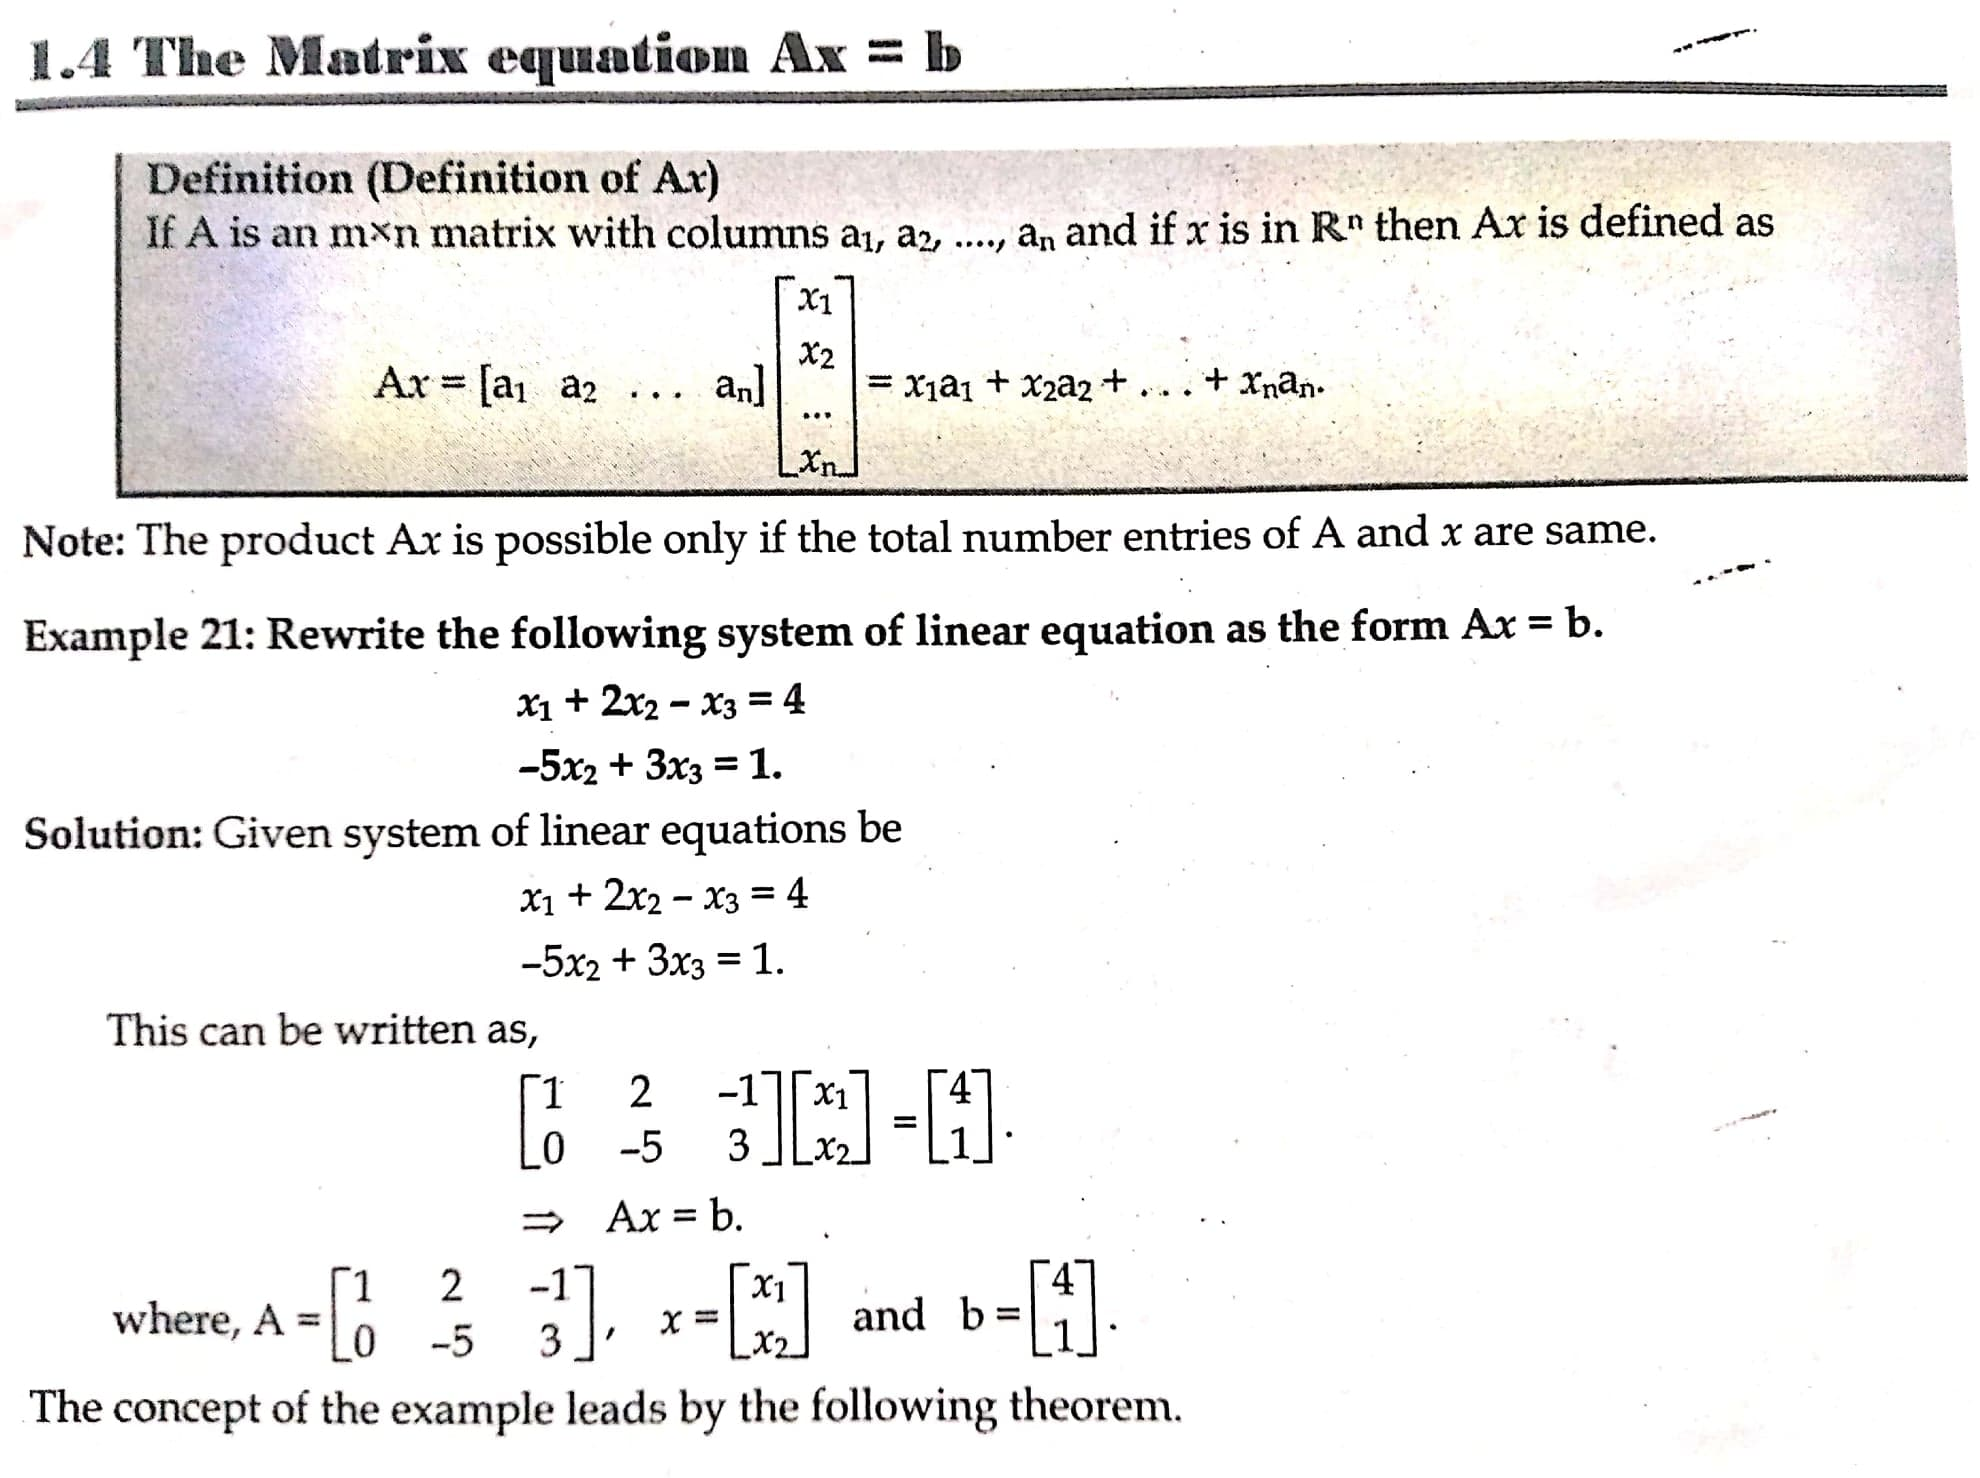 1.4 The Matrix equation Ax = b
Definition (Definition of Ax)
If A is an m×n matrix with columns a₁, a₂, ...., aₙ and if x is in Rⁿ then Ax is defined as
Ax = [a₁ a₂ ... aₙ] [x₁ x₂ ... xₙ] = x₁a₁ + x₂a₂ + ... + xₙaₙ.
Note: The product Ax is possible only if the total number entries of A and x are same.
Example 21: Rewrite the following system of linear equation as the form Ax = b.
x₁ + 2x₂ – x₃ = 4
–5x₂ + 3x₃ = 1.
Solution: Given system of linear equations be
x₁ + 2x₂ – x₃ = 4
–5x₂ + 3x₃ = 1.
This can be written as,
[1 2 –1
0 –5 3] [x₁
x₂] = [4
1].
⇒ Ax = b.
where, A = [1 2 –1
0 –5 3], x = [x₁
x₂] and b = [4
1].
The concept of the example leads by the following theorem.